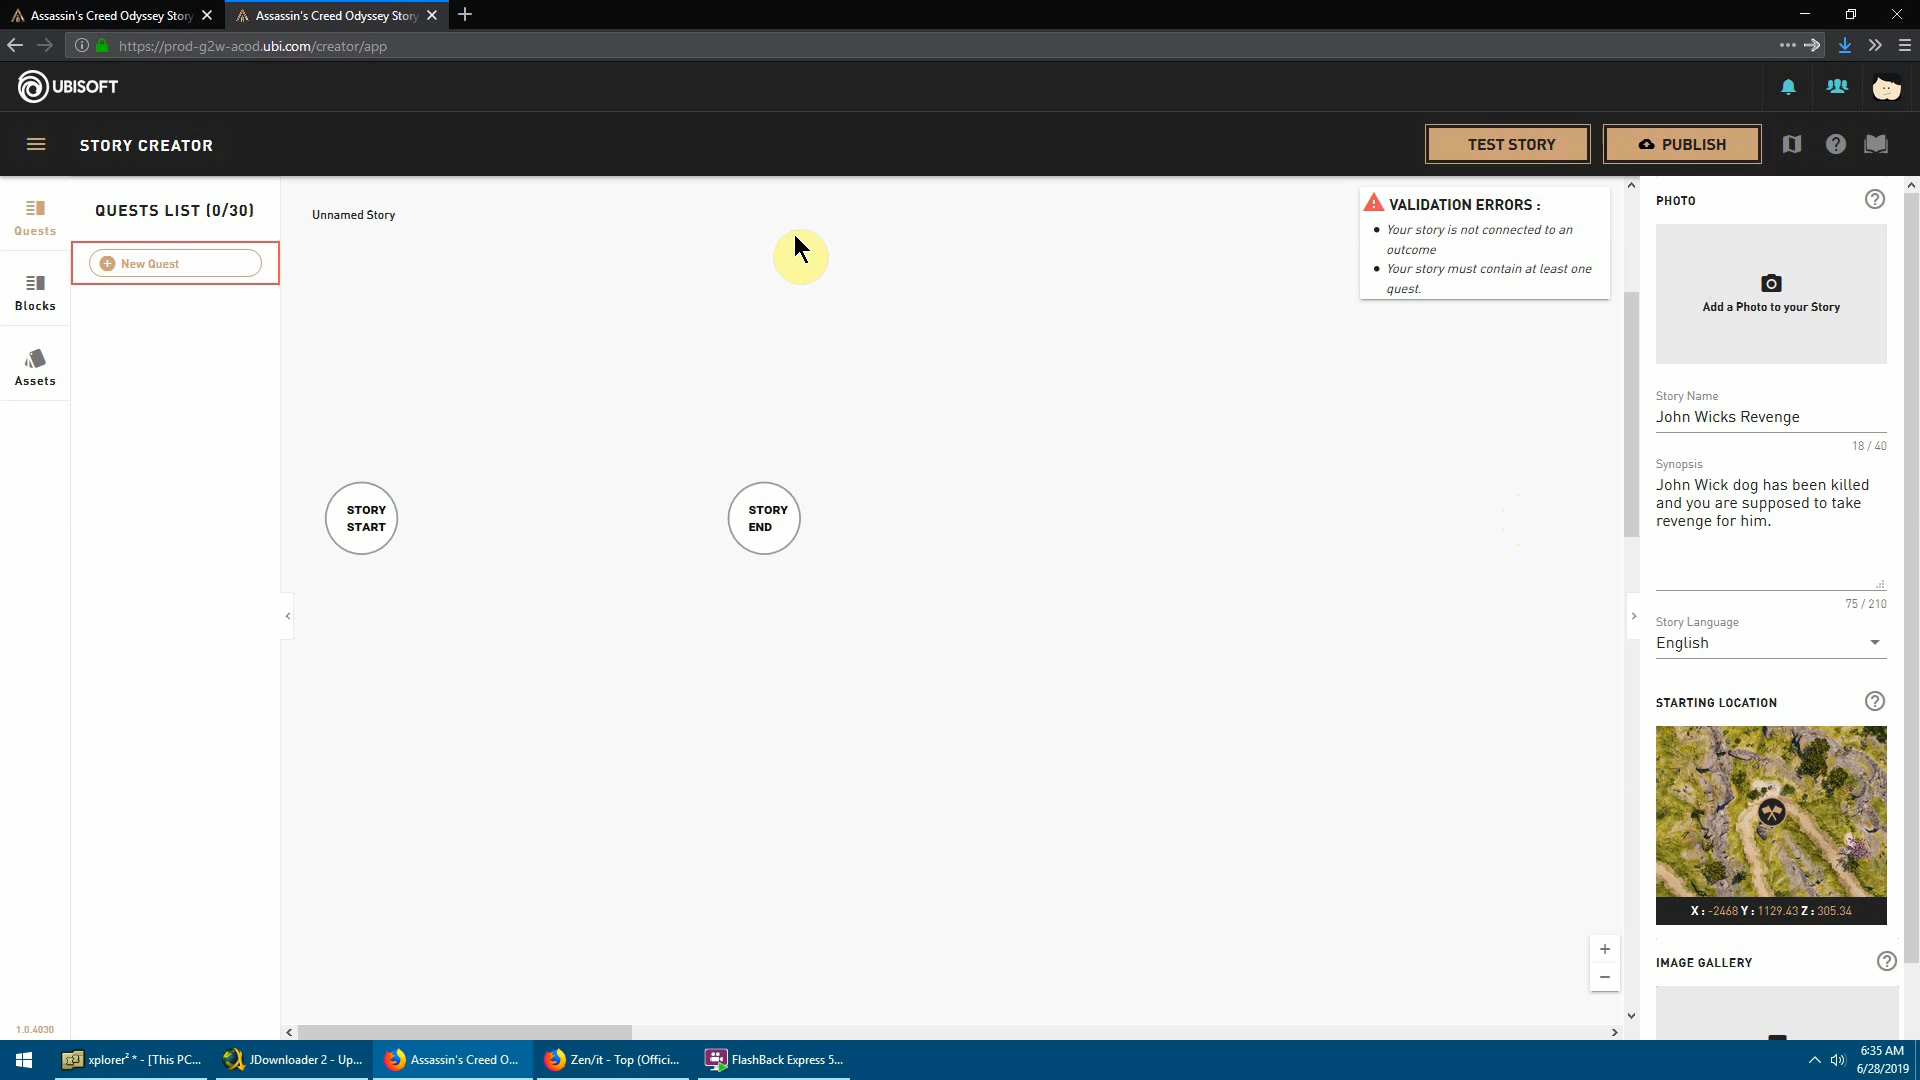 Assassin's Creed Odyssey Story
Assassin's Creed Odyssey Story
https://prod-g2w-acod.ubi.com/creator/app
UBISOFT
STORY CREATOR
TEST STORY
PUBLISH
Quests
Blocks
Assets
QUESTS LIST (0/30)
New Quest
Unnamed Story
STORY
START
STORY
END
VALIDATION ERRORS :
Your story is not connected to an
outcome
Your story must contain at least one
quest.
PHOTO
Add a Photo to your Story
Story Name
John Wicks Revenge
18 / 40
Synopsis
John Wick dog has been killed
and you are supposed to take
revenge for him.
75 / 210
Story Language
English
STARTING LOCATION
X : -2468 Y : 1129.43 Z : 305.34
IMAGE GALLERY
1.0.4030
xplorer² * - [This PC...
JDownloader 2 - Up...
Assassin's Creed O...
Zen/it - Top (Offici...
FlashBack Express 5...
6:35 AM
6/28/2019